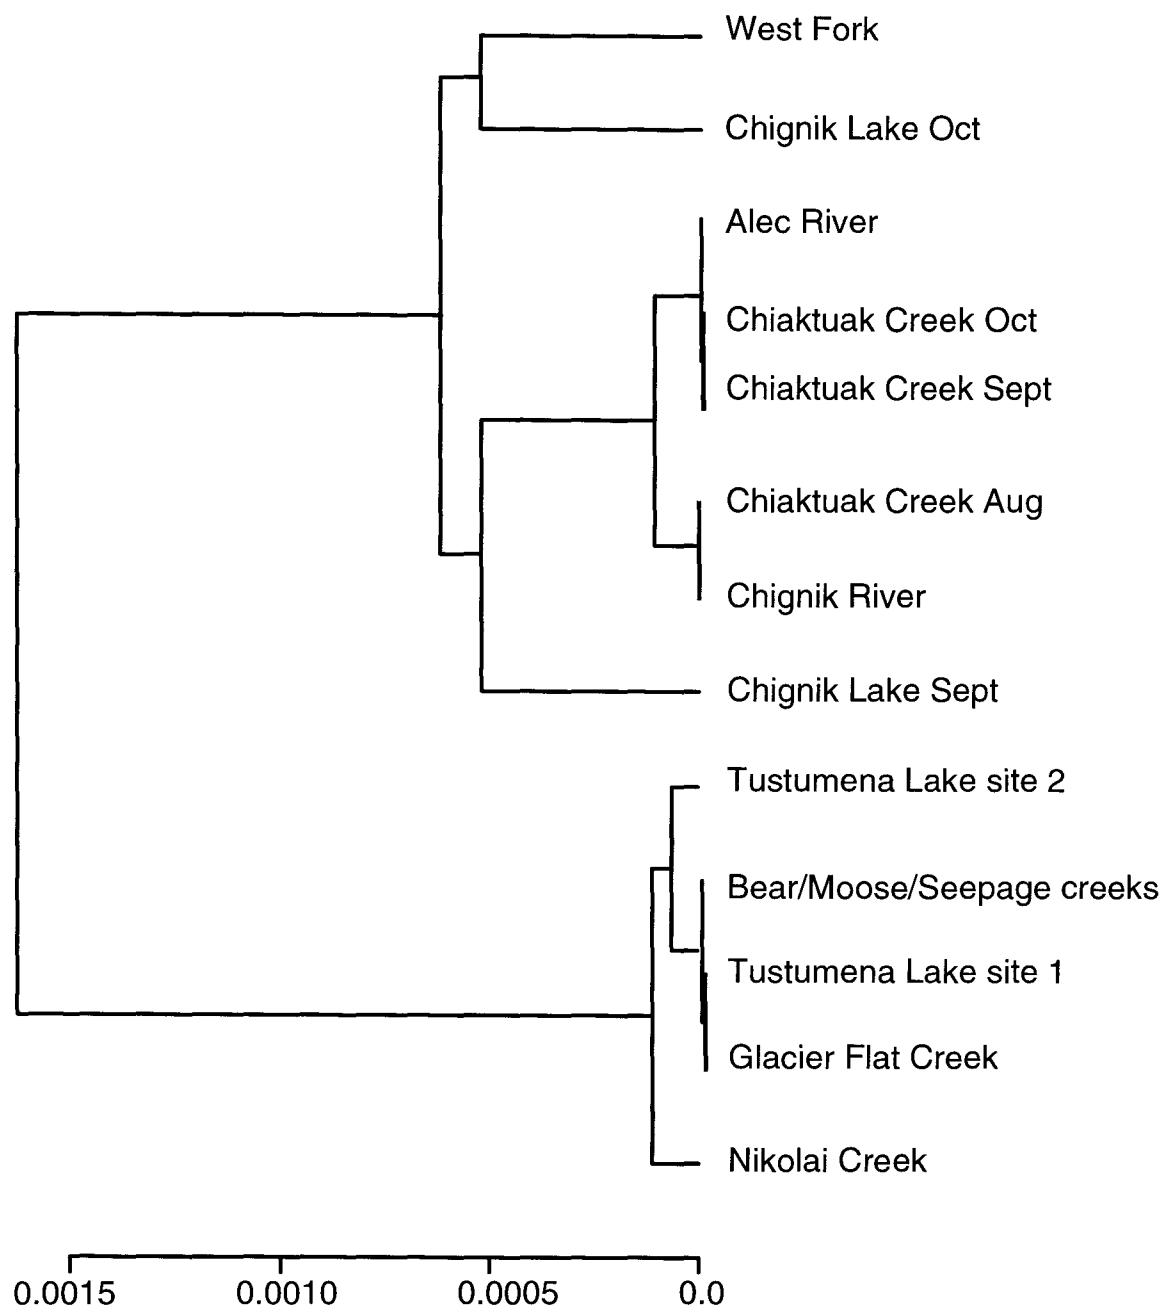 West Fork
Chignik Lake Oct
Alec River
Chiaktuak Creek Oct
Chiaktuak Creek Sept
Chiaktuak Creek Aug
Chignik River
Chignik Lake Sept
Tustumena Lake site 2
Bear/Moose/Seepage creeks
Tustumena Lake site 1
Glacier Flat Creek
Nikolai Creek
0.0015 0.0010 0.0005 0.0